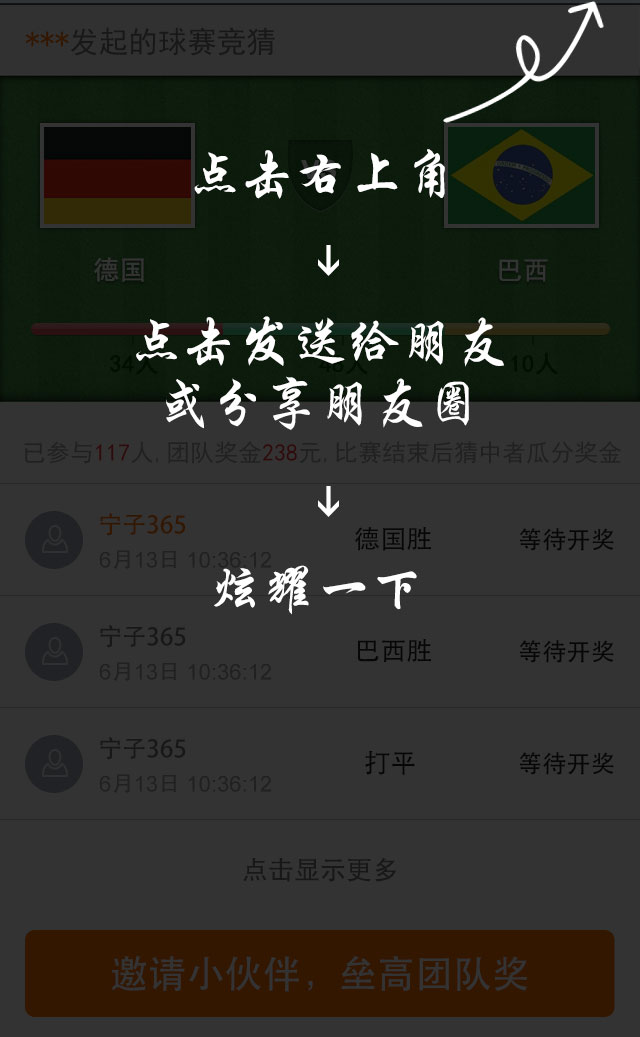 ***发起的球赛竞猜
点击右上角
德国
巴西
↓
点击发送给朋友
34人
48人
10人
或分享朋友圈
已参与117人,团队奖金238元,比赛结束后猜中者瓜分奖金
↓
宁子365
德国胜
等待开奖
6月13日 10:36:12
炫耀一下
宁子365
巴西胜
等待开奖
6月13日 10:36:12
宁子365
打平
等待开奖
6月13日 10:36:12
点击显示更多
邀请小伙伴，垒高团队奖